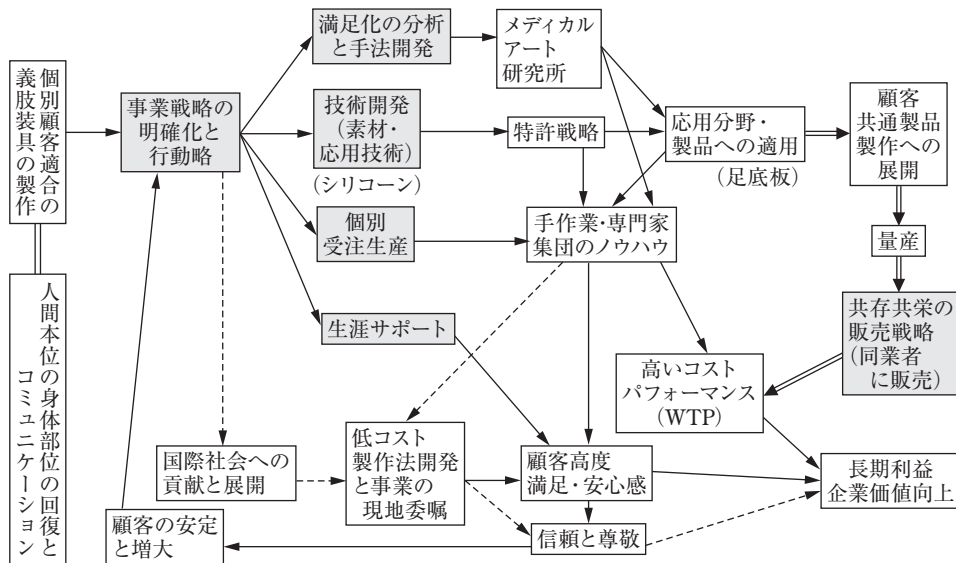 個別顧客適合の
義肢装具の製作
人間本位の身体部位の回復と
コミュニケーション
事業戦略の
明確化と
行動略
満足化の分析
と手法開発
技術開発
(素材・
応用技術)
(シリコーン)
個別
受注生産
生涯サポート
メディカル
アート
研究所
特許戦略
応用分野・
製品への適用
(足底板)
顧客
共通製品
製作への
展開
手作業・専門家
集団のノウハウ
量産
共存共栄の
販売戦略
(同業者
に販売)
高いコスト
パフォーマンス
(WTP)
国際社会への
貢献と展開
低コスト
製作法開発
と事業の
現地委嘱
顧客高度
満足・安心感
長期利益
企業価値向上
顧客の安定
と増大
信頼と尊敬